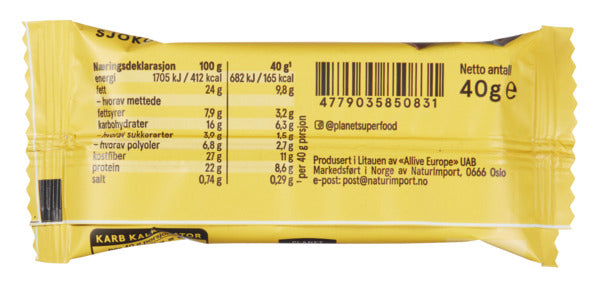 SJOKO
Næringsdeklarasjon 100 g 40 g¹
energi 1705 kJ / 412 kcal 682 kJ / 165 kcal
fett 24 g 9,8 g
– hvorav mettede
fettsyrer 7,9 g 3,2 g
karbohydrater 16 g 6,3 g
– hvorav sukkerarter 3,9 g 1,5 g
– hvorav polyoler 6,8 g 2,7 g
kostfiber 27 g 11 g
protein 22 g 8,6 g
salt 0,74 g 0,29 g
¹ per 40 g porsjon
4779035850831
@planetsuperfood
Netto antall
40g e
Produsert i Litauen av «Allive Europe» UAB
Markedsført i Norge av NaturImport, 0666 Oslo
e-post: post@naturimport.no
KARB KALKULATOR
PLANET